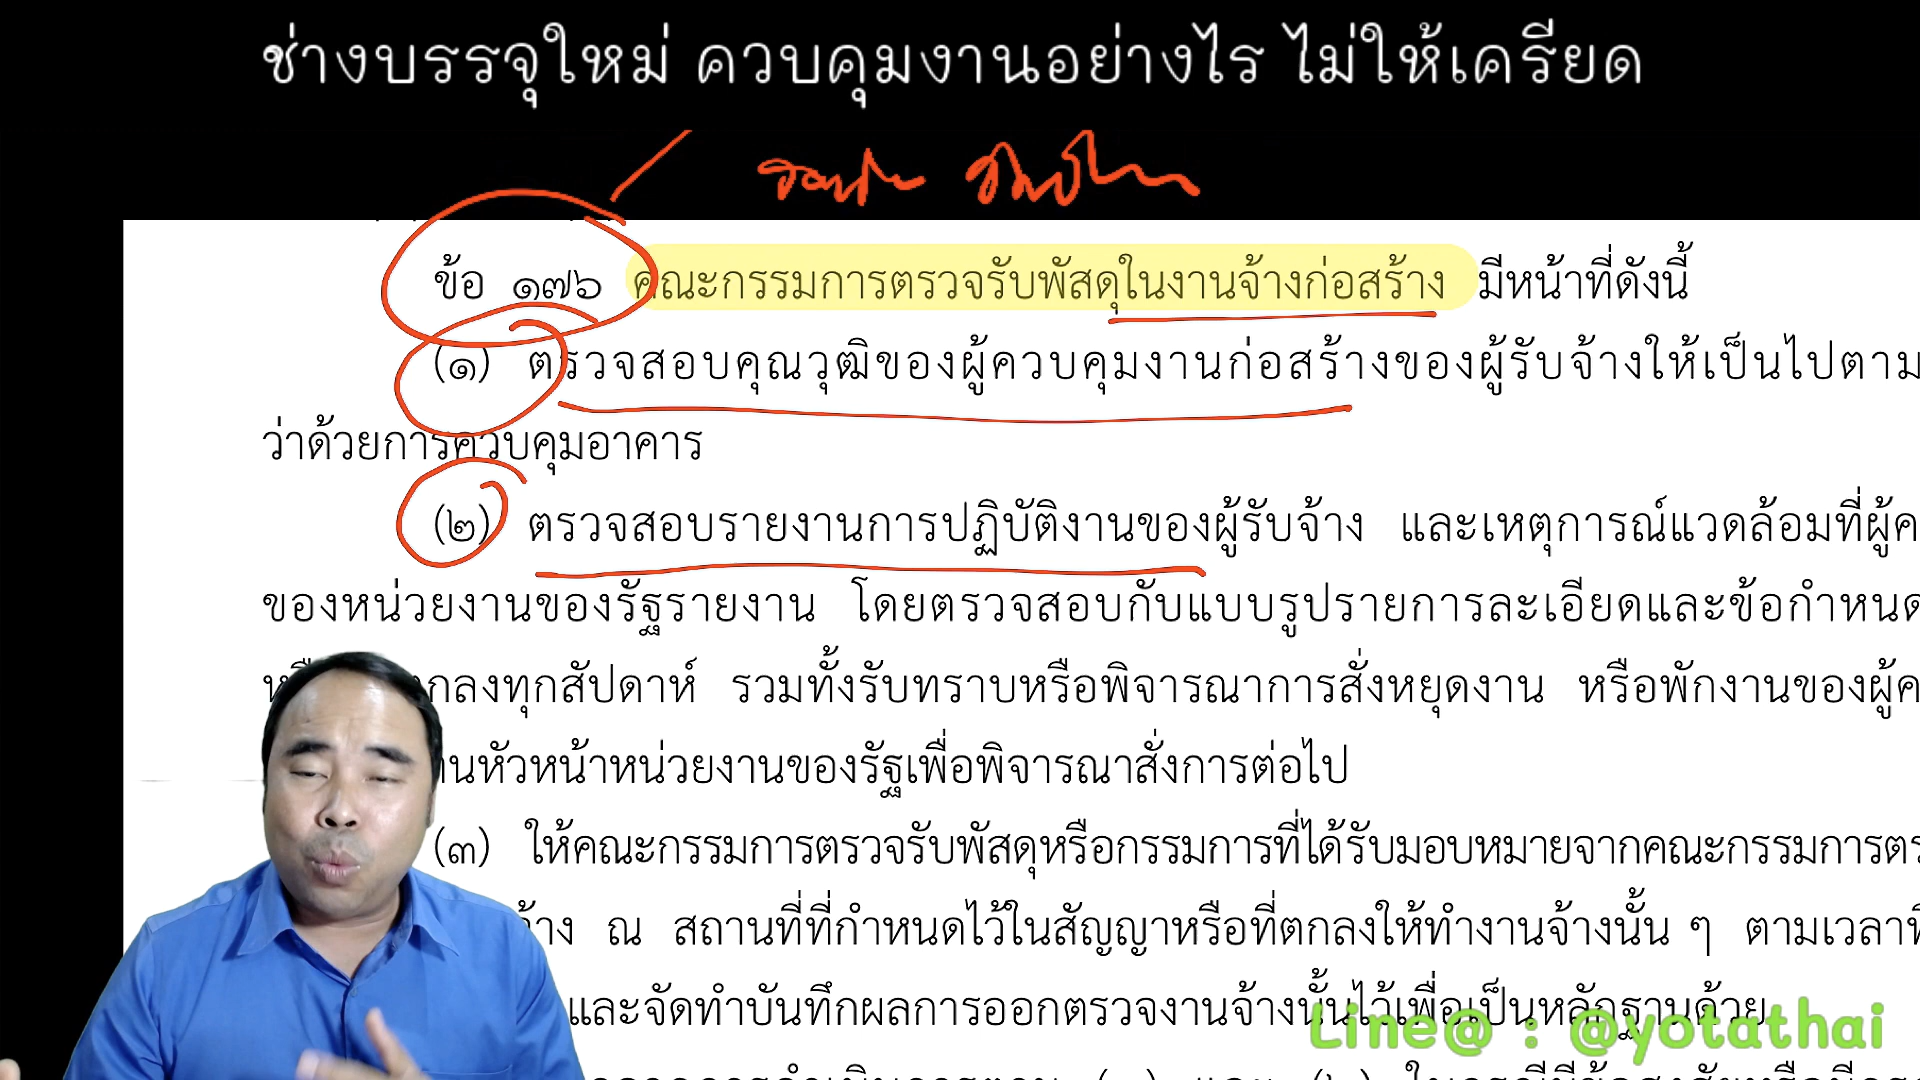 ช่างบรรจุใหม่ ควบคุมงานอย่างไร ไม่ให้เครียด
ข้อ ๑๗๖ คณะกรรมการตรวจรับพัสดุในงานจ้างก่อสร้าง มีหน้าที่ดังนี้
(๑) ตรวจสอบคุณวุฒิของผู้ควบคุมงานก่อสร้างของผู้รับจ้างให้เป็นไปตาม
ว่าด้วยการควบคุมอาคาร
(๒) ตรวจสอบรายงานการปฏิบัติงานของผู้รับจ้าง และเหตุการณ์แวดล้อมที่
ของหน่วยงานของรัฐรายงาน โดยตรวจสอบกับแบบรูปรายการละเอียดและข้อกำหนด
ทุกสัปดาห์ รวมทั้งรับทราบหรือพิจารณาการสั่งหยุดงาน หรือพักงานของ
หัวหน้าหน่วยงานของรัฐเพื่อพิจารณาสั่งการต่อไป
(๓) ให้คณะกรรมการตรวจรับพัสดุหรือกรรมการที่ได้รับมอบหมายจากคณะกรรมการ
ณ สถานที่ที่กำหนดไว้ในสัญญาหรือที่ตกลงให้ทำงานจ้างนั้น ๆ ตามเวลา
และจัดทำบันทึกผลการออกตรวจงานจ้างนั้นไว้เพื่อเป็นหลักฐานด้วย
Line@ : @yotathai